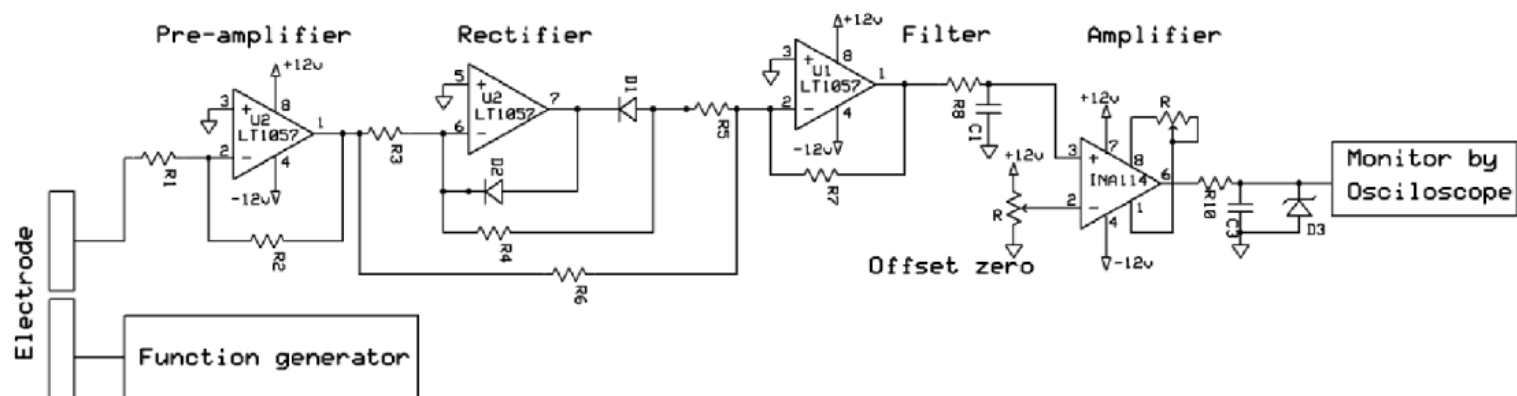 Pre-amplifier
Rectifier
Filter
Amplifier
+12v
3
+
8
U2
LT1057
1
2
-
4
-12v
R1
R2
R3
5
+
U2
LT1057
7
6
-
D1
D2
R4
R5
R6
+12v
3
+
8
U1
LT1057
1
2
-
4
-12v
R7
R8
C1
+12v
R
Offset zero
+12v
3
+
7
8
R
INA114
6
2
-
1
4
-12v
R10
C3
D3
Monitor by
Osciloscope
Electrode
Function generator